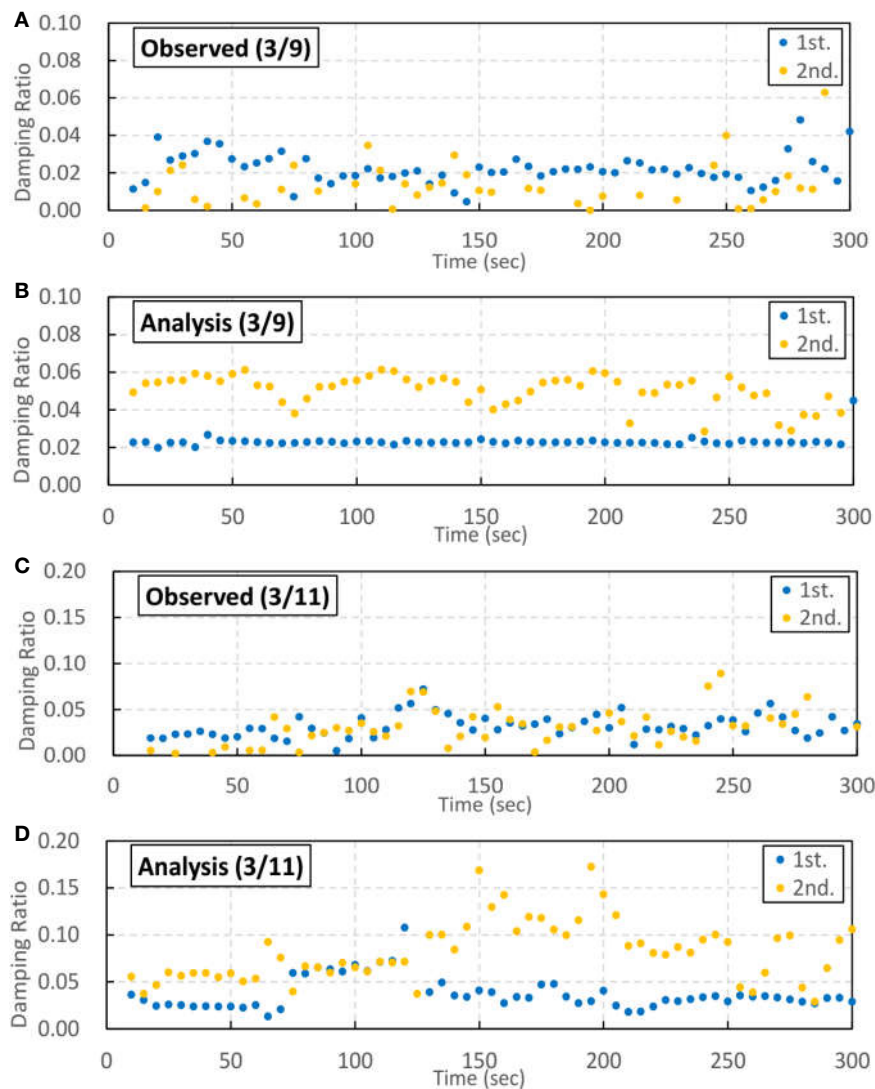 A
Observed (3/9)
1st.
2nd.
Damping Ratio
0.10
0.08
0.06
0.04
0.02
0.00
0 50 100 150 200 250 300
Time (sec)
B
Analysis (3/9)
1st.
2nd.
Damping Ratio
0.10
0.08
0.06
0.04
0.02
0.00
0 50 100 150 200 250 300
Time (sec)
C
Observed (3/11)
1st.
2nd.
Damping Ratio
0.20
0.15
0.10
0.05
0.00
0 50 100 150 200 250 300
Time (sec)
D
Analysis (3/11)
1st.
2nd.
Damping Ratio
0.20
0.15
0.10
0.05
0.00
0 50 100 150 200 250 300
Time (sec)